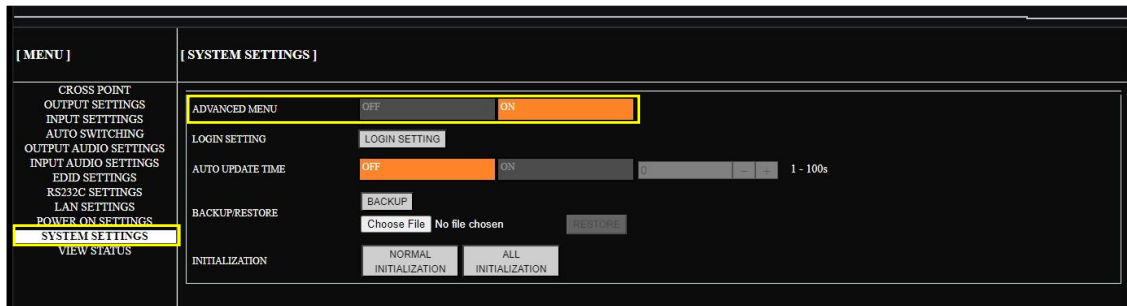 [ MENU ]
[ SYSTEM SETTINGS ]
CROSS POINT
OUTPUT SETTINGS
INPUT SETTTINGS
AUTO SWITCHING
OUTPUT AUDIO SETTINGS
INPUT AUDIO SETTINGS
EDID SETTINGS
RS232C SETTINGS
LAN SETTINGS
POWER ON SETTINGS
SYSTEM SETTINGS
VIEW STATUS
ADVANCED MENU OFF ON
LOGIN SETTING LOGIN SETTING
AUTO UPDATE TIME OFF ON 0 − + 1 - 100s
BACKUP/RESTORE
BACKUP
Choose File No file chosen RESTORE
INITIALIZATION
NORMAL INITIALIZATION
ALL INITIALIZATION